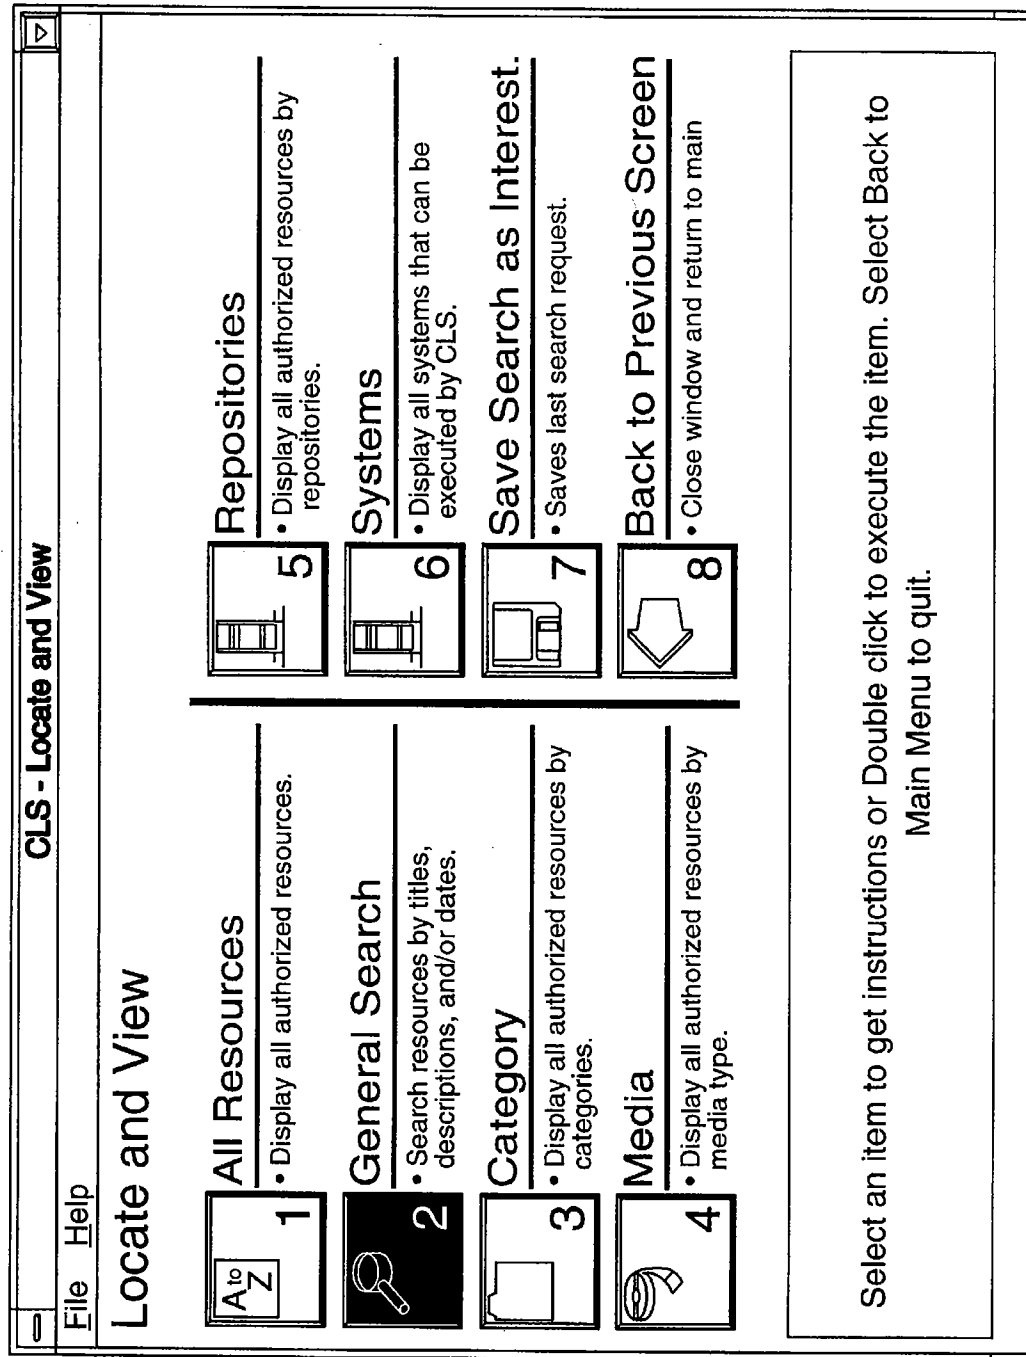 CLS - Locate and View
File Help
Locate and View
A to Z
1
All Resources
• Display all authorized resources.
2
General Search
• Search resources by titles,
descriptions, and/or dates.
3
Category
• Display all authorized resources by
categories.
4
Media
• Display all authorized resources by
media type.
5
Repositories
• Display all authorized resources by
repositories.
6
Systems
• Display all systems that can be
executed by CLS.
7
Save Search as Interest.
• Saves last search request.
8
Back to Previous Screen
• Close window and return to main
Select an item to get instructions or Double click to execute the item. Select Back to
Main Menu to quit.